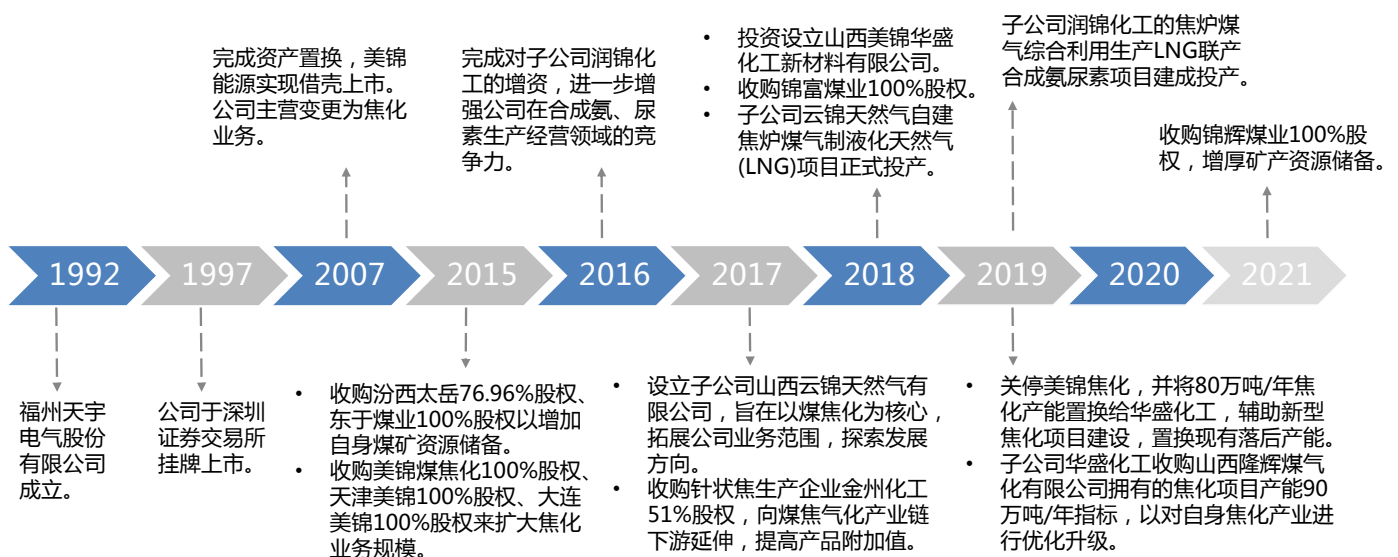 完成资产置换，美锦
能源实现借壳上市。
公司主营变更为焦化
业务。
完成对子公司润锦化
工的增资，进一步增
强公司在合成氨、尿
素生产经营领域的竞
争力。
• 投资设立山西美锦华盛
化工新材料有限公司。
• 收购锦富煤业100%股权。
• 子公司云锦天然气自建
焦炉煤气制液化天然气
(LNG)项目正式投产。
子公司润锦化工的焦炉煤
气综合利用生产LNG联产
合成氨尿素项目建成投产。
收购锦辉煤业100%股
权，增厚矿产资源储备。
1992
1997
2007
2015
2016
2017
2018
2019
2020
2021
福州天宇
电气股份
有限公司
成立。
公司于深圳
证券交易所
挂牌上市。
• 收购汾西太岳76.96%股权、
东于煤业100%股权以增加
自身煤矿资源储备。
• 收购美锦煤焦化100%股权、
天津美锦100%股权、大连
美锦100%股权来扩大焦化
业务规模。
• 设立子公司山西云锦天然气有
限公司，旨在以煤焦化为核心，
拓展公司业务范围，探索发展
方向。
• 收购针状焦生产企业金州化工
51%股权，向煤焦气化产业链
下游延伸，提高产品附加值。
• 关停美锦焦化，并将80万吨/年焦
化产能置换给华盛化工，辅助新型
焦化项目建设，置换现有落后产能。
• 子公司华盛化工收购山西隆辉煤气
化有限公司拥有的焦化项目产能90
万吨/年指标，以对自身焦化产业进
行优化升级。